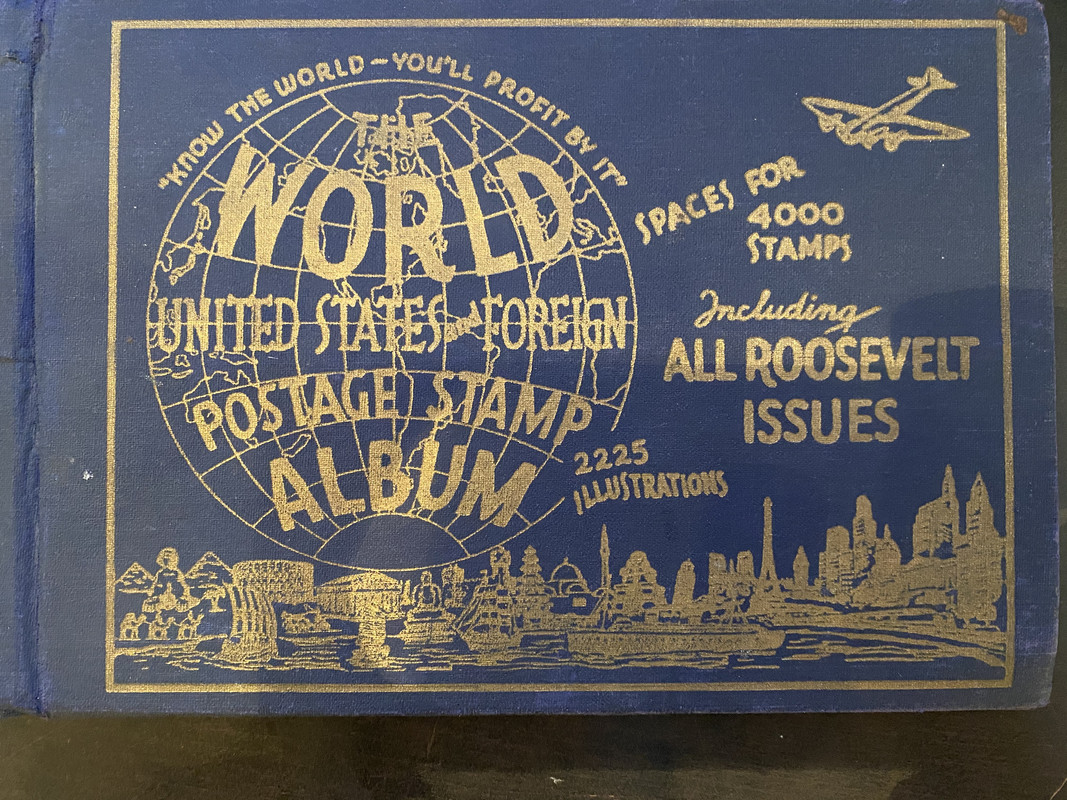 "KNOW THE WORLD - YOU'LL PROFIT BY IT"
THE
WORLD
UNITED STATES and FOREIGN
POSTAGE STAMP
ALBUM
SPACES FOR
4000
STAMPS
Including
ALL ROOSEVELT
ISSUES
2225
ILLUSTRATIONS